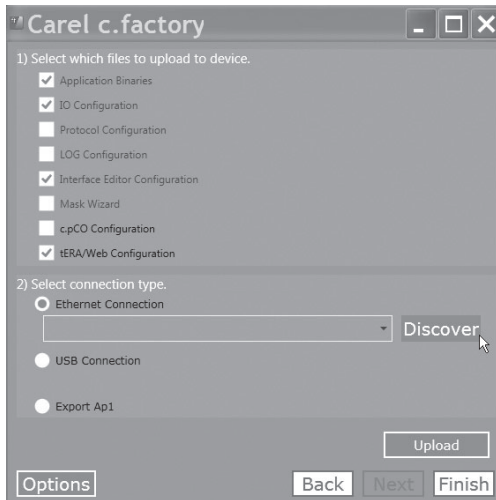 Carel c.factory
1) Select which files to upload to device.
Application Binaries
IO Configuration
Protocol Configuration
LOG Configuration
Interface Editor Configuration
Mask Wizard
c.pCO Configuration
tERA/Web Configuration
2) Select connection type.
Ethernet Connection
Discover
USB Connection
Export Ap1
Upload
Options Back Next Finish